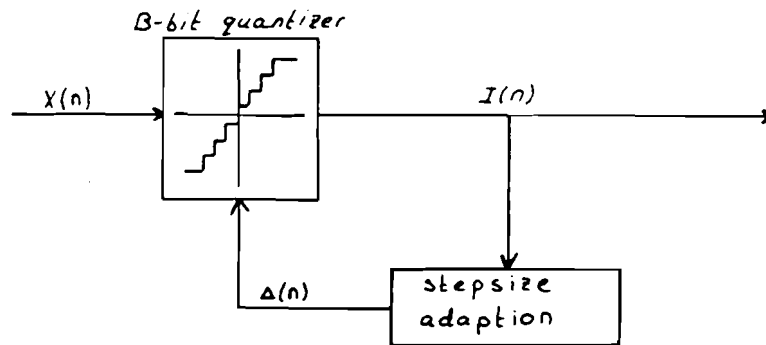 B-bit quantizer
X(n)
I(n)
Δ(n)
stepsize
adaption